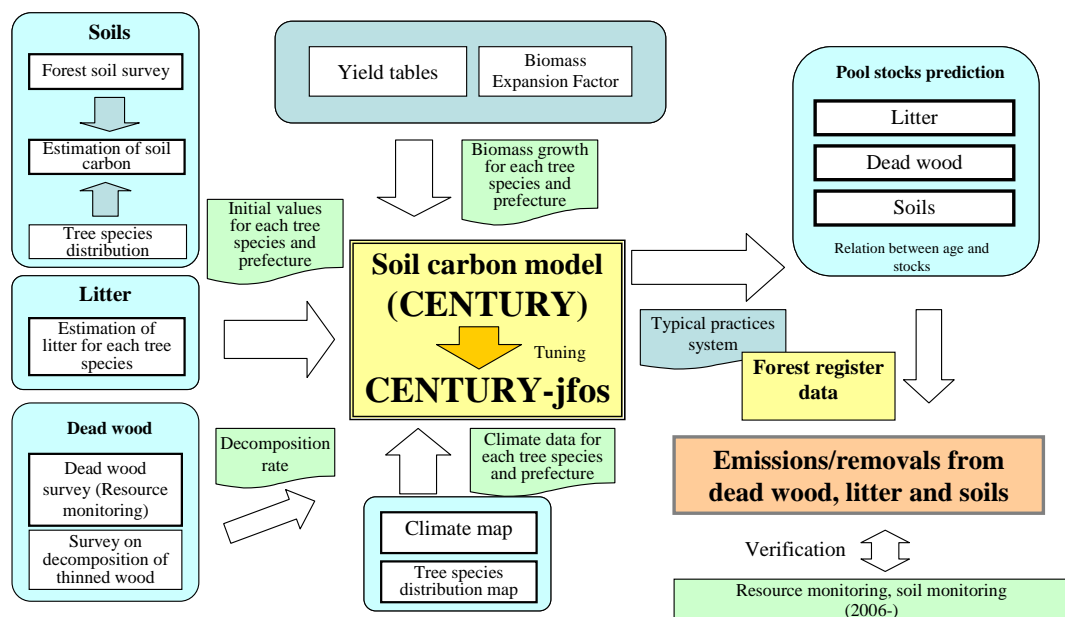 Soils
Forest soil survey
Estimation of soil
carbon
Tree species
distribution
Litter
Estimation of
litter for each tree
species
Dead wood
Dead wood
survey (Resource
monitoring)
Survey on
decomposition of
thinned wood
Yield tables
Biomass
Expansion Factor
Biomass growth
for each tree
species and
prefecture
Initial values
for each tree
species and
prefecture
Soil carbon model
(CENTURY)
Tuning
CENTURY-jfos
Decomposition
rate
Climate data for
each tree species
and prefecture
Climate map
Tree species
distribution map
Pool stocks prediction
Litter
Dead wood
Soils
Relation between age and
stocks
Typical practices
system
Forest register
data
Emissions/removals from
dead wood, litter and soils
Verification
Resource monitoring, soil monitoring
(2006-)